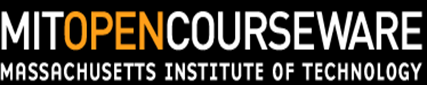 MITOPENCOURSEWARE
MASSACHUSETTS INSTITUTE OF TECHNOLOGY